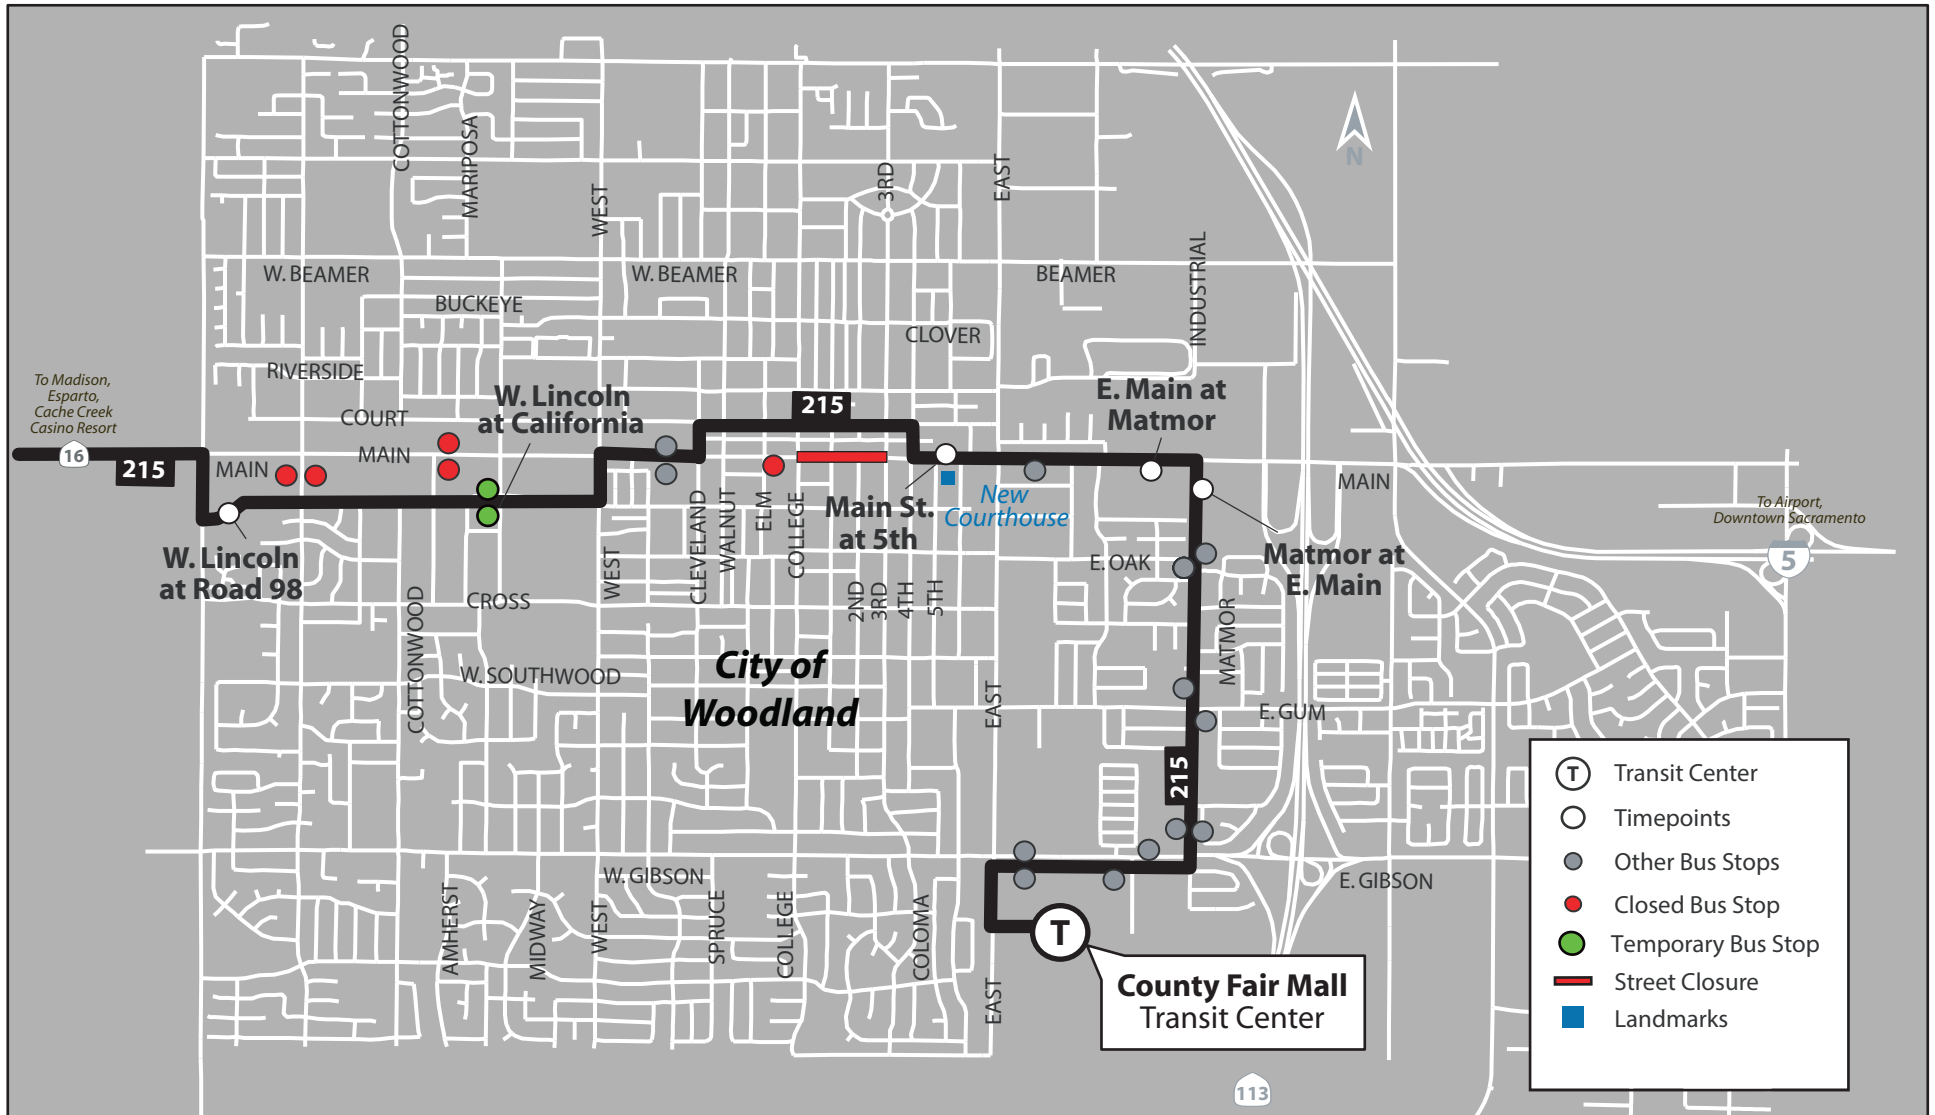 COTTONWOOD
MARIPOSA
WEST
3RD
EAST
N
INDUSTRIAL
W. BEAMER
W. BEAMER
BEAMER
BUCKEYE
CLOVER
RIVERSIDE
To Madison,
Esparto,
Cache Creek
Casino Resort
16
215
COURT
MAIN
MAIN
W. Lincoln
at California
215
E. Main at
Matmor
MAIN
To Airport,
Downtown Sacramento
5
W. Lincoln
at Road 98
CLEVELAND
WALNUT
ELM
COLLEGE
Main St.
at 5th
New
Courthouse
E. OAK
Matmor at
E. Main
WEST
CROSS
2ND
3RD
4TH
5TH
COTTONWOOD
W. SOUTHWOOD
City of
Woodland
MATMOR
EAST
E. GUM
215
W. GIBSON
E. GIBSON
AMHERST
MIDWAY
WEST
SPRUCE
COLLEGE
COLOMA
EAST
T
County Fair Mall
Transit Center
113
T Transit Center
Timepoints
Other Bus Stops
Closed Bus Stop
Temporary Bus Stop
Street Closure
Landmarks